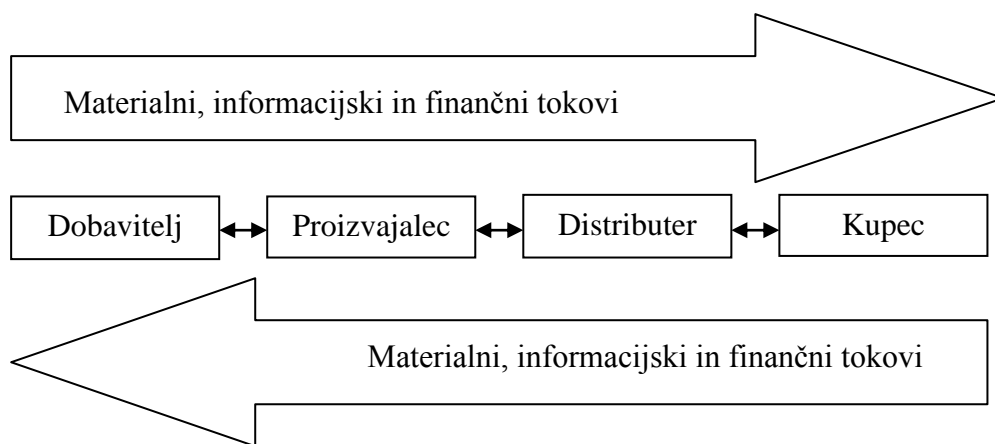 Materialni, informacijski in finančni tokovi
Dobavitelj
Proizvajalec
Distributer
Kupec
Materialni, informacijski in finančni tokovi